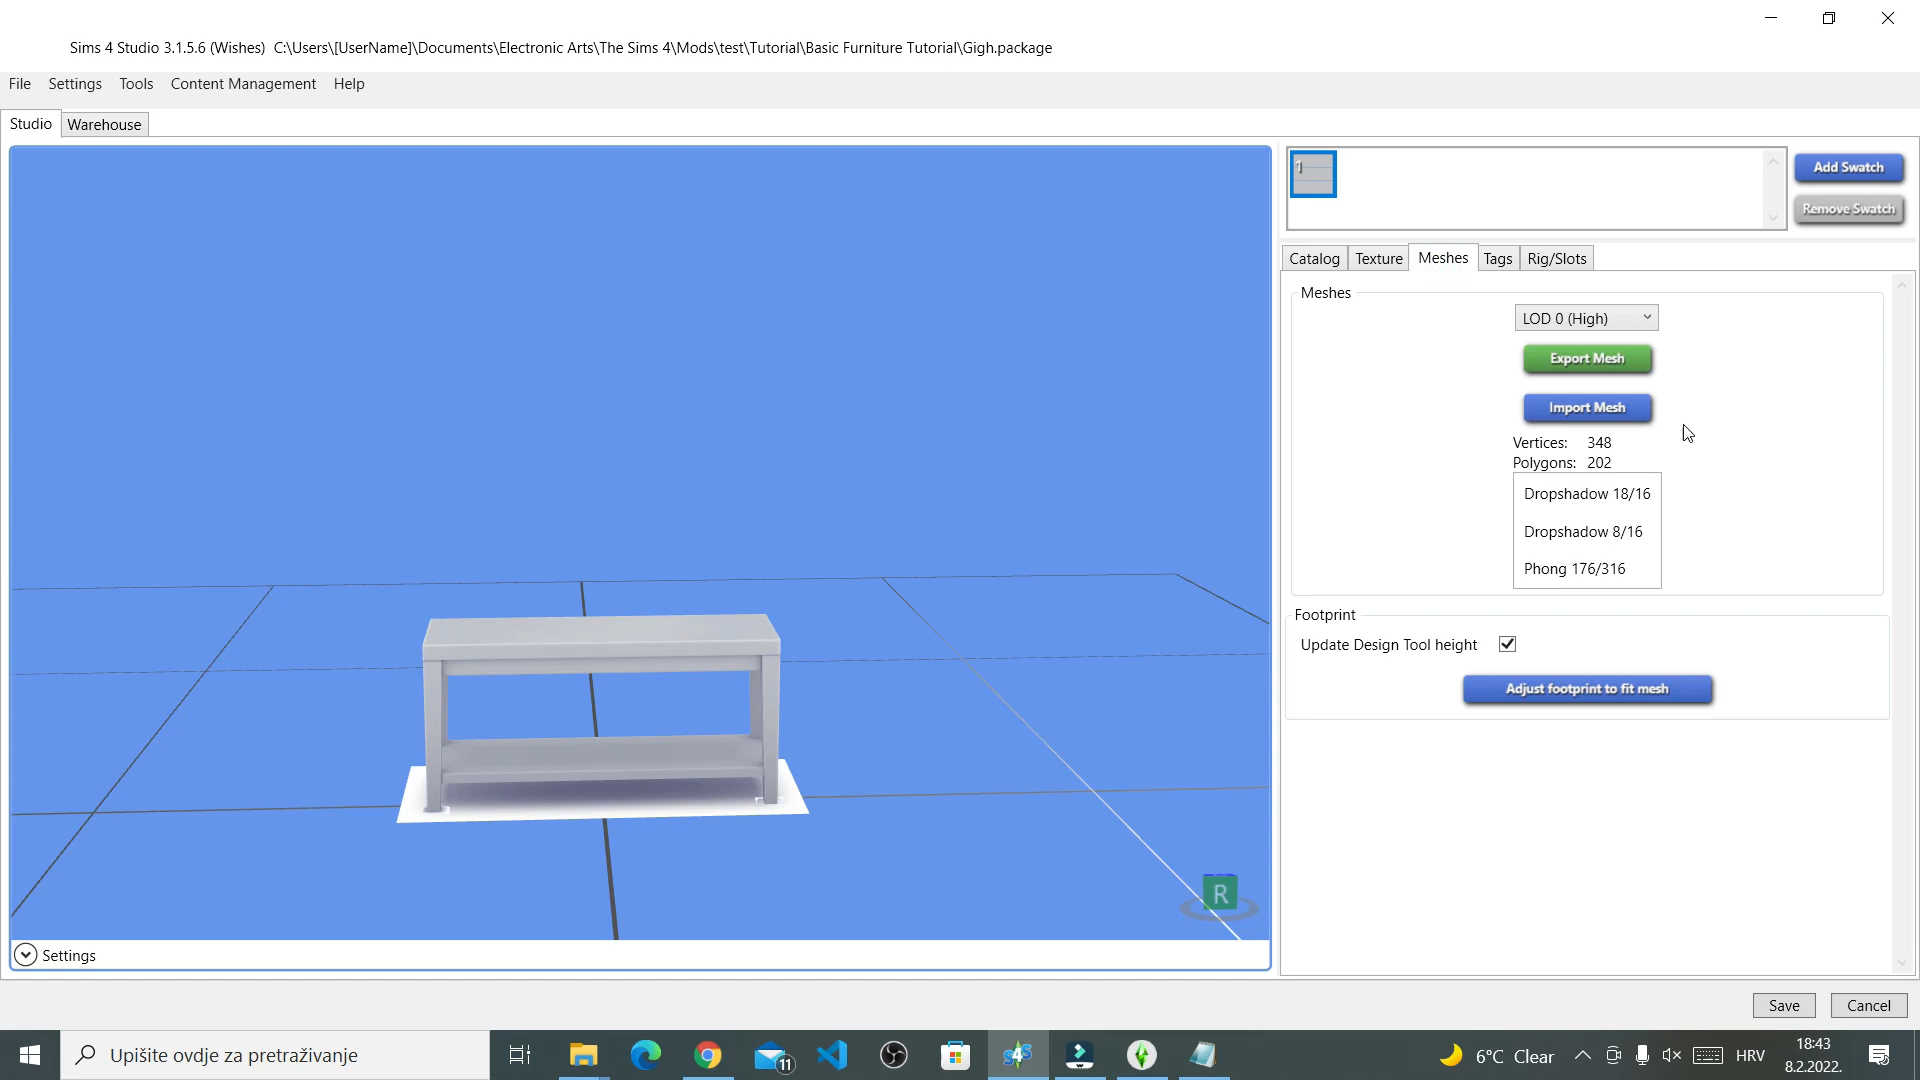 Sims 4 Studio 3.1.5.6 (Wishes)  C:\Users\[UserName]\Documents\Electronic Arts\The Sims 4\Mods\test\Tutorial\Basic Furniture Tutorial\Gigh.package
File Settings Tools Content Management Help
Studio Warehouse
1
Add Swatch
Remove Swatch
Catalog Texture Meshes Tags Rig/Slots
Meshes
LOD 0 (High)
Export Mesh
Import Mesh
Vertices: 348
Polygons: 202
Dropshadow 18/16
Dropshadow 8/16
Phong 176/316
Footprint
Update Design Tool height
Adjust footprint to fit mesh
R
Settings
Save Cancel
Upišite ovdje za pretraživanje
11
S4S
6°C Clear
HRV
18:43
8.2.2022.